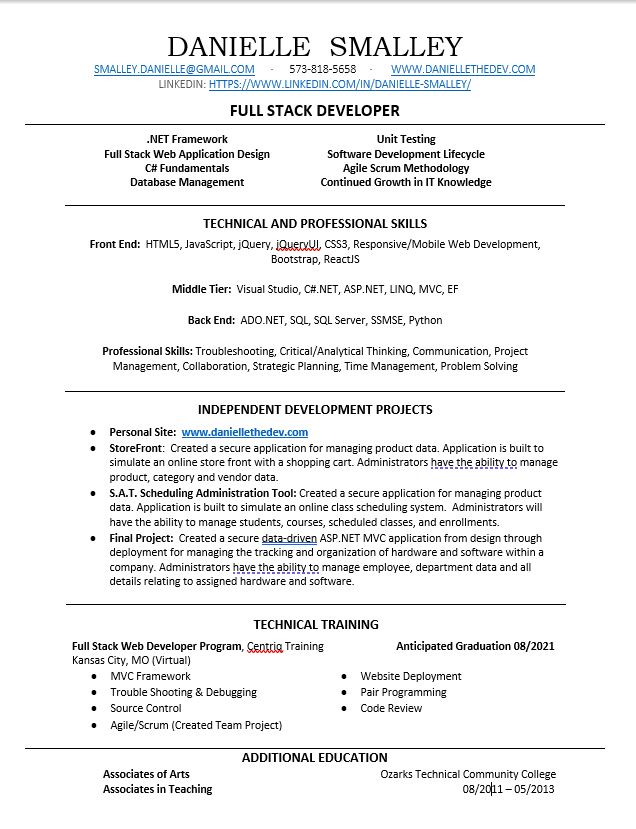 DANIELLE SMALLEY
SMALLEY.DANIELLE@GMAIL.COM · 573-818-5658 · WWW.DANIELLETHEDEV.COM
LINKEDIN: HTTPS://WWW.LINKEDIN.COM/IN/DANIELLE-SMALLEY/
FULL STACK DEVELOPER
.NET Framework Unit Testing
Full Stack Web Application Design Software Development Lifecycle
C# Fundamentals Agile Scrum Methodology
Database Management Continued Growth in IT Knowledge
TECHNICAL AND PROFESSIONAL SKILLS
Front End: HTML5, JavaScript, jQuery, jQueryUI, CSS3, Responsive/Mobile Web Development,
Bootstrap, ReactJS
Middle Tier: Visual Studio, C#.NET, ASP.NET, LINQ, MVC, EF
Back End: ADO.NET, SQL, SQL Server, SSMSE, Python
Professional Skills: Troubleshooting, Critical/Analytical Thinking, Communication, Project
Management, Collaboration, Strategic Planning, Time Management, Problem Solving
INDEPENDENT DEVELOPMENT PROJECTS
• Personal Site: www.daniellethedev.com
• StoreFront: Created a secure application for managing product data. Application is built to
simulate an online store front with a shopping cart. Administrators have the ability to manage
product, category and vendor data.
• S.A.T. Scheduling Administration Tool: Created a secure application for managing product
data. Application is built to simulate an online class scheduling system. Administrators will
have the ability to manage students, courses, scheduled classes, and enrollments.
• Final Project: Created a secure data-driven ASP.NET MVC application from design through
deployment for managing the tracking and organization of hardware and software within a
company. Administrators have the ability to manage employee, department data and all
details relating to assigned hardware and software.
TECHNICAL TRAINING
Full Stack Web Developer Program, Centriq Training Anticipated Graduation 08/2021
Kansas City, MO (Virtual)
• MVC Framework • Website Deployment
• Trouble Shooting & Debugging • Pair Programming
• Source Control • Code Review
• Agile/Scrum (Created Team Project)
ADDITIONAL EDUCATION
Associates of Arts Ozarks Technical Community College
Associates in Teaching 08/2011 – 05/2013